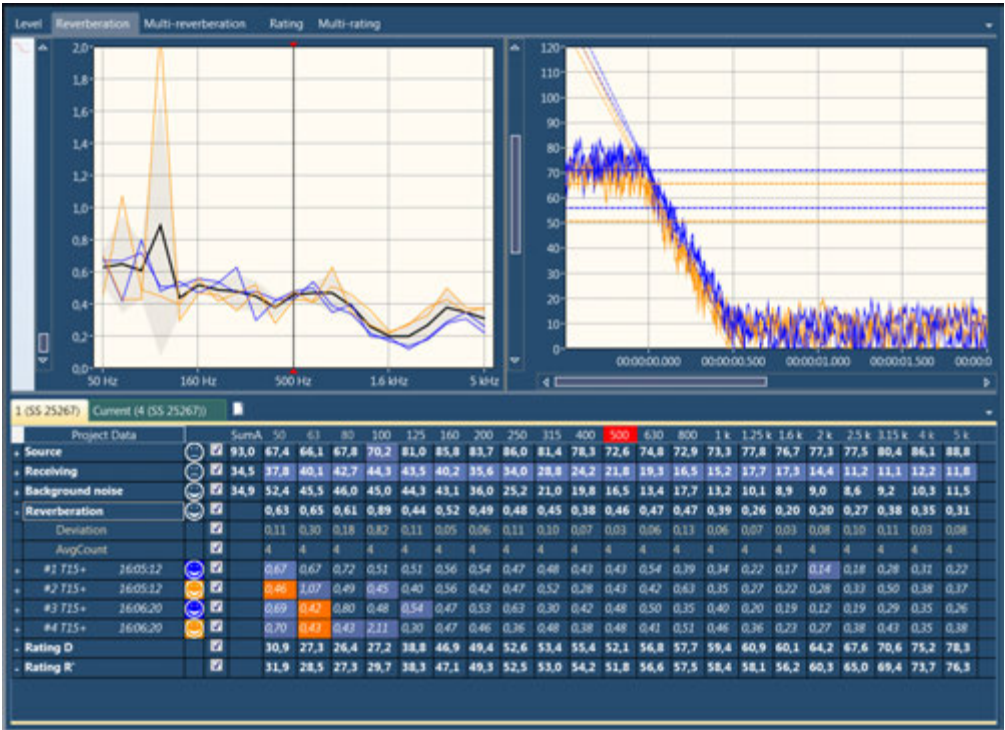 Level Reverberation Multi-reverberation Rating Multi-rating
2,0
1,8
1,6
1,4
1,2
1,0
0,8
0,6
0,4
0,2
0,0
50 Hz 160 Hz 500 Hz 1.6 kHz 5 kHz
120
110
100
90
80
70
60
50
40
30
20
10
0
00:00:00.000 00:00:00.500 00:00:01.000 00:00:01.500 00:00:0
1 (SS 25267) Current (4 (SS 25267))
Project Data SumA 50 63 80 100 125 160 200 250 315 400 500 630 800 1 k 1.25 k 1.6 k 2 k 2.5 k 3.15 k 4 k 5 k
Source 93,0 67,4 66,1 67,8 70,2 81,0 85,8 83,7 86,0 81,4 78,3 72,6 74,8 72,9 73,3 77,8 76,7 77,3 77,5 80,4 86,1 88,8
Receiving 34,5 37,8 40,1 42,7 44,3 43,5 40,2 35,6 34,0 28,8 24,2 21,8 19,3 16,5 15,2 17,7 17,3 14,4 11,2 11,1 12,2 11,8
Background noise 34,9 52,4 45,5 46,0 45,0 44,3 43,1 36,0 25,2 21,0 19,8 16,5 13,4 17,7 13,2 10,1 8,9 9,0 8,6 9,2 10,3 11,5
Reverberation 0,63 0,65 0,61 0,89 0,44 0,52 0,49 0,48 0,45 0,38 0,46 0,47 0,47 0,39 0,26 0,20 0,20 0,27 0,38 0,35 0,31
Deviation 0,11 0,30 0,18 0,82 0,11 0,05 0,06 0,11 0,10 0,07 0,03 0,06 0,13 0,06 0,07 0,03 0,08 0,10 0,11 0,03 0,08
AvgCount 4 4 4 4 4 4 4 4 4 4 4 4 4 4 4 4 4 4 4 4 4
#1 T15+ 16:05:12 0,67 0,67 0,72 0,51 0,51 0,56 0,54 0,47 0,48 0,43 0,43 0,54 0,39 0,34 0,22 0,17 0,14 0,18 0,28 0,31 0,22
#2 T15+ 16:05:12 0,46 1,07 0,49 0,45 0,40 0,56 0,42 0,47 0,52 0,28 0,43 0,42 0,63 0,35 0,27 0,22 0,28 0,33 0,50 0,38 0,37
#3 T15+ 16:06:20 0,69 0,42 0,80 0,48 0,54 0,47 0,53 0,63 0,30 0,42 0,48 0,50 0,35 0,40 0,20 0,19 0,12 0,19 0,29 0,35 0,26
#4 T15+ 16:06:20 0,70 0,43 0,43 2,11 0,30 0,47 0,46 0,36 0,48 0,38 0,48 0,41 0,51 0,46 0,36 0,23 0,27 0,38 0,43 0,35 0,38
Rating D 30,9 27,3 26,4 27,2 38,8 46,9 49,4 52,6 53,4 55,4 52,1 56,8 57,7 59,4 60,9 60,1 64,2 67,6 70,6 75,2 78,3
Rating R' 31,9 28,5 27,3 29,7 38,3 47,1 49,3 52,5 53,0 54,2 51,8 56,6 57,5 58,4 58,1 56,2 60,3 65,0 69,4 73,7 76,3